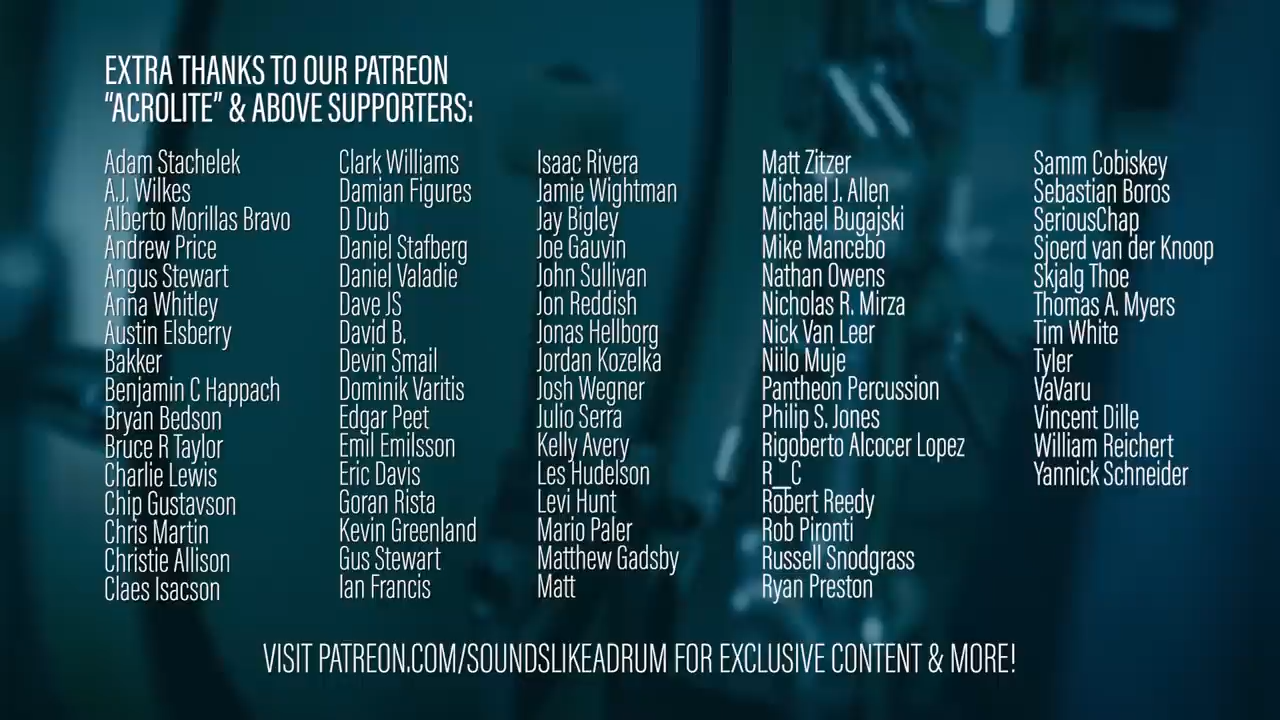 EXTRA THANKS TO OUR PATREON
“ACROLITE” & ABOVE SUPPORTERS:
Adam Stachelek
A.J. Wilkes
Alberto Morillas Bravo
Andrew Price
Angus Stewart
Anna Whitley
Austin Elsberry
Bakker
Benjamin C Happach
Bryan Bedson
Bruce R Taylor
Charlie Lewis
Chip Gustavson
Chris Martin
Christie Allison
Claes Isacson
Clark Williams
Damian Figures
D Dub
Daniel Stafberg
Daniel Valadie
Dave JS
David B.
Devin Smail
Dominik Varitis
Edgar Peet
Emil Emilsson
Eric Davis
Goran Rista
Kevin Greenland
Gus Stewart
Ian Francis
Isaac Rivera
Jamie Wightman
Jay Bigley
Joe Gauvin
John Sullivan
Jon Reddish
Jonas Hellborg
Jordan Kozelka
Josh Wegner
Julio Serra
Kelly Avery
Les Hudelson
Levi Hunt
Mario Paler
Matthew Gadsby
Matt
Matt Zitzer
Michael J. Allen
Michael Bugajski
Mike Mancebo
Nathan Owens
Nicholas R. Mirza
Nick Van Leer
Niilo Muje
Pantheon Percussion
Philip S. Jones
Rigoberto Alcocer Lopez
R__C
Robert Reedy
Rob Pironti
Russell Snodgrass
Ryan Preston
Samm Cobiskey
Sebastian Boros
SeriousChap
Sjoerd van der Knoop
Skjalg Thoe
Thomas A. Myers
Tim White
Tyler
VaVaru
Vincent Dille
William Reichert
Yannick Schneider
VISIT PATREON.COM/SOUNDSLIKEADRUM FOR EXCLUSIVE CONTENT & MORE!